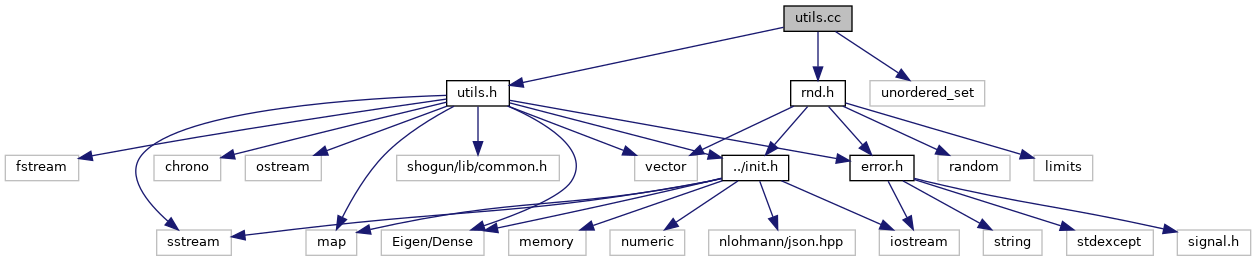 utils.cc
utils.h
rnd.h
unordered_set
fstream
chrono
ostream
shogun/lib/common.h
vector
../init.h
error.h
random
limits
sstream
map
Eigen/Dense
memory
numeric
nlohmann/json.hpp
iostream
string
stdexcept
signal.h